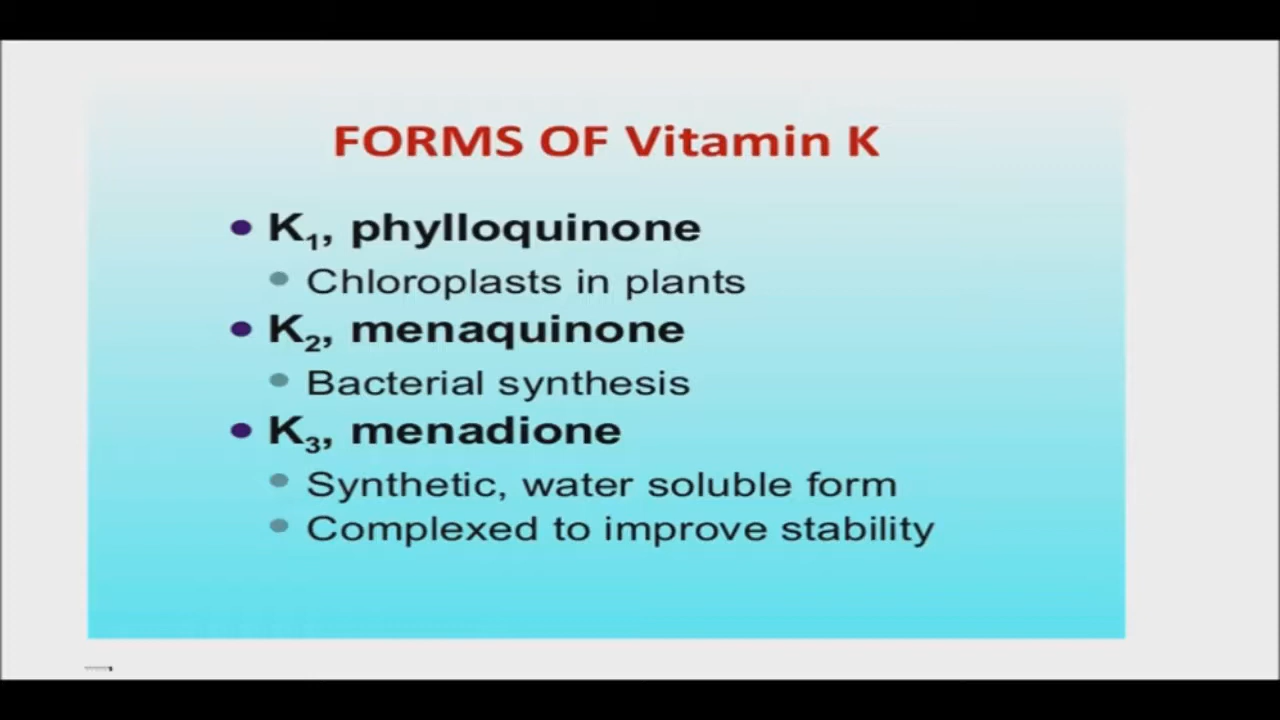 FORMS OF Vitamin K
• K₁, phylloquinone
• Chloroplasts in plants
• K₂, menaquinone
• Bacterial synthesis
• K₃, menadione
• Synthetic, water soluble form
• Complexed to improve stability